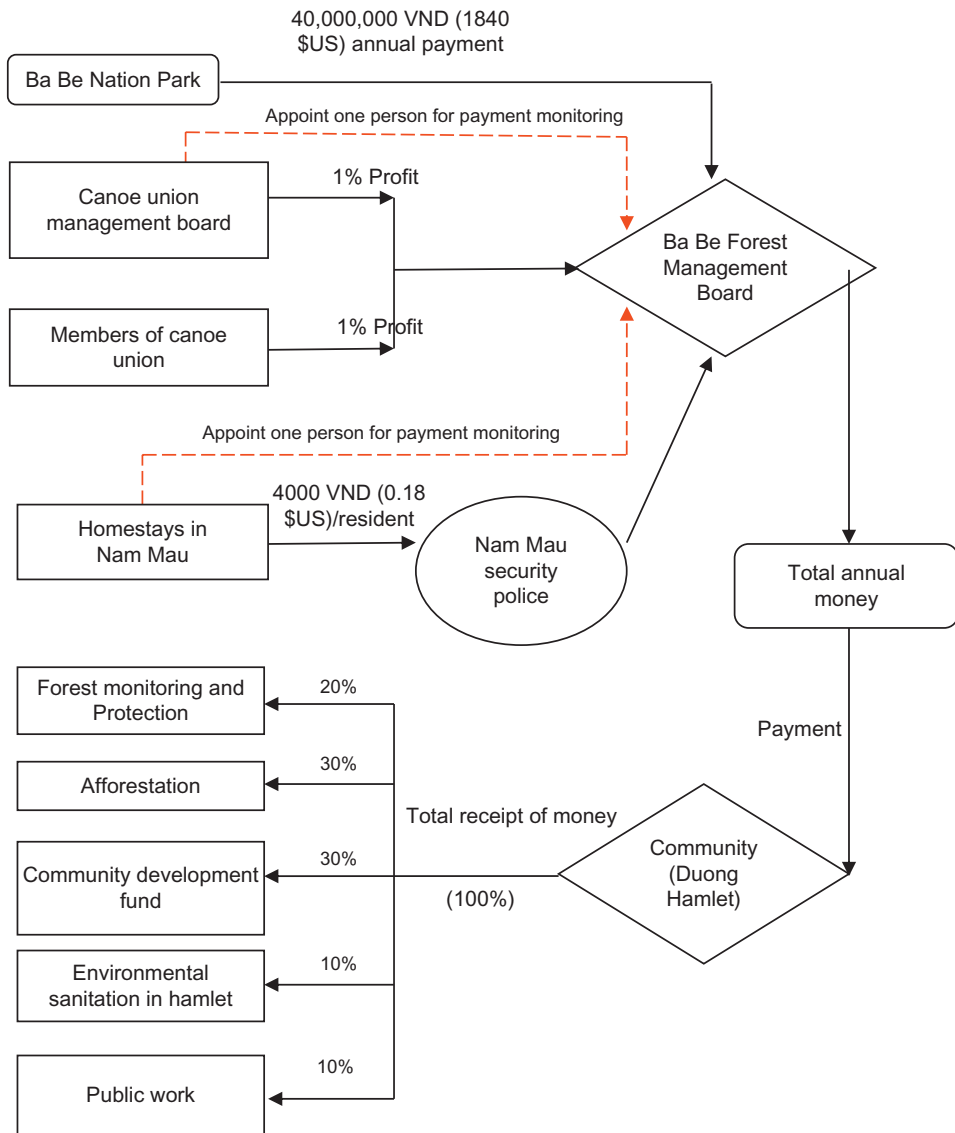 40,000,000 VND (1840
$US) annual payment
Ba Be Nation Park
Appoint one person for payment monitoring
Canoe union
management board
1% Profit
Ba Be Forest
Management
Board
Members of canoe
union
1% Profit
Appoint one person for payment monitoring
4000 VND (0.18
$US)/resident
Homestays in
Nam Mau
Nam Mau
security
police
Total annual
money
Payment
Forest monitoring and
Protection
20%
Afforestation
30%
Total receipt of money
(100%)
Community
(Duong
Hamlet)
Community development
fund
30%
Environmental
sanitation in hamlet
10%
Public work
10%